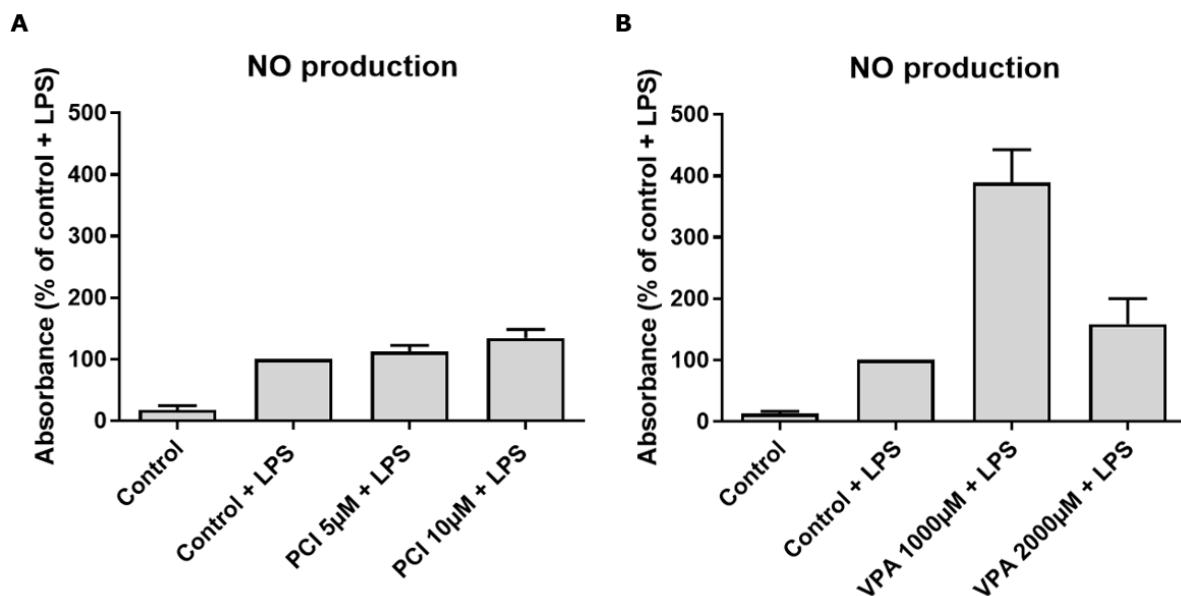 A
NO production
Absorbance (% of control + LPS)
500
400
300
200
100
0
Control
Control + LPS
PCI 5µM + LPS
PCI 10µM + LPS
B
NO production
Absorbance (% of control + LPS)
500
400
300
200
100
0
Control
Control + LPS
VPA 1000µM + LPS
VPA 2000µM + LPS